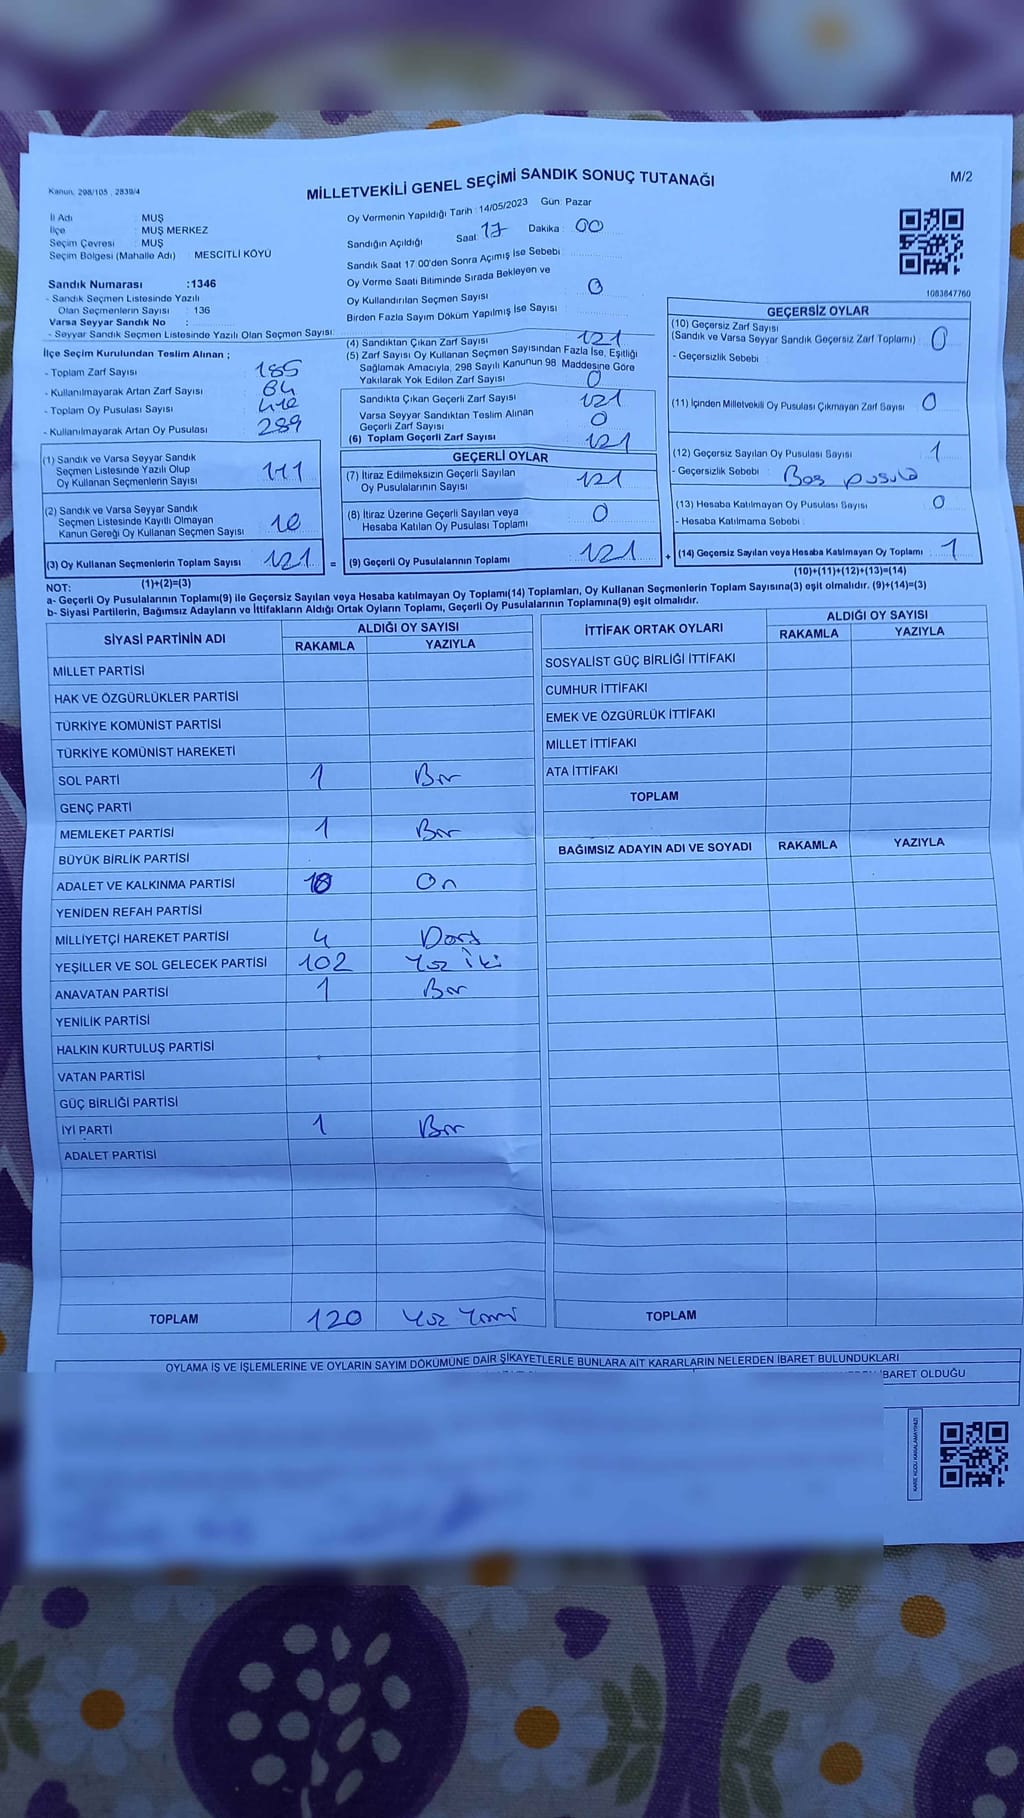 Kanun: 298/105 , 2839/4
MİLLETVEKİLİ GENEL SEÇİMİ SANDIK SONUÇ TUTANAĞI
M/2
İl Adı : MUŞ
İlçe : MUŞ MERKEZ
Seçim Çevresi : MUŞ
Seçim Bölgesi (Mahalle Adı) : MESCİTLİ KÖYÜ
Sandık Numarası :1346
- Sandık Seçmen Listesinde Yazılı
Olan Seçmenlerin Sayısı : 136
Varsa Seyyar Sandık No :
- Seyyar Sandık Seçmen Listesinde Yazılı Olan Seçmen Sayısı:
Oy Vermenin Yapıldığı Tarih :14/05/2023 Gün: Pazar
Sandığın Açıldığı Saat: 17 Dakika : 00
Sandık Saat 17:00'den Sonra Açımış İse Sebebi :
Oy Verme Saati Bitiminde Sırada Bekleyen ve
Oy Kullandırılan Seçmen Sayısı : 0
Birden Fazla Sayım Döküm Yapılmış İse Sayısı :
1083847760
İlçe Seçim Kurulundan Teslim Alınan ;
- Toplam Zarf Sayısı : 185
- Kullanılmayarak Artan Zarf Sayısı : 64
- Toplam Oy Pusulası Sayısı : 410
- Kullanılmayarak Artan Oy Pusulası : 289
(4) Sandıktan Çıkan Zarf Sayısı : 121
(5) Zarf Sayısı Oy Kullanan Seçmen Sayısından Fazla İse, Eşitliği
Sağlamak Amacıyla, 298 Sayılı Kanunun 98. Maddesine Göre
Yakılarak Yok Edilen Zarf Sayısı : 0
Sandıkta Çıkan Geçerli Zarf Sayısı : 121
Varsa Seyyar Sandıktan Teslim Alınan
Geçerli Zarf Sayısı : 0
(6) Toplam Geçerli Zarf Sayısı : 121
GEÇERSİZ OYLAR
(10) Geçersiz Zarf Sayısı
(Sandık ve Varsa Seyyar Sandık Geçersiz Zarf Toplamı) : 0
- Geçersizlik Sebebi :
(11) İçinden Milletvekili Oy Pusulası Çıkmayan Zarf Sayısı : 0
(12) Geçersiz Sayılan Oy Pusulası Sayısı : 1
- Geçersizlik Sebebi : Boş pusula
(13) Hesaba Katılmayan Oy Pusulası Sayısı : 0
- Hesaba Katılmama Sebebi :
(14) Geçersiz Sayılan veya Hesaba Katılmayan Oy Toplamı : 1
(10)+(11)+(12)+(13)=(14)
(1) Sandık ve Varsa Seyyar Sandık
Seçmen Listesinde Yazılı Olup
Oy Kullanan Seçmenlerin Sayısı : 111
(2) Sandık ve Varsa Seyyar Sandık
Seçmen Listesinde Kayıtlı Olmayan
Kanun Gereği Oy Kullanan Seçmen Sayısı : 10
(3) Oy Kullanan Seçmenlerin Toplam Sayısı : 121 =
(1)+(2)=(3)
GEÇERLİ OYLAR
(7) İtiraz Edilmeksizin Geçerli Sayılan
Oy Pusulalarının Sayısı : 121
(8) İtiraz Üzerine Geçerli Sayılan veya
Hesaba Katılan Oy Pusulası Toplamı : 0
(9) Geçerli Oy Pusulalarının Toplamı : 121 +
NOT:
a- Geçerli Oy Pusulalarının Toplamı(9) ile Geçersiz Sayılan veya Hesaba katılmayan Oy Toplamı(14) Toplamları, Oy Kullanan Seçmenlerin Toplam Sayısına(3) eşit olmalıdır. (9)+(14)=(3)
b- Siyasi Partilerin, Bağımsız Adayların ve İttifakların Aldığı Ortak Oyların Toplamı, Geçerli Oy Pusulalarının Toplamına(9) eşit olmalıdır.
SİYASİ PARTİNİN ADI ALDIĞI OY SAYISI
RAKAMLA YAZIYLA
MİLLET PARTİSİ
HAK VE ÖZGÜRLÜKLER PARTİSİ
TÜRKİYE KOMÜNİST PARTİSİ
TÜRKİYE KOMÜNİST HAREKETİ
SOL PARTİ 1 Bir
GENÇ PARTİ
MEMLEKET PARTİSİ 1 Bir
BÜYÜK BİRLİK PARTİSİ
ADALET VE KALKINMA PARTİSİ 10 On
YENİDEN REFAH PARTİSİ
MİLLİYETÇİ HAREKET PARTİSİ 4 Dört
YEŞİLLER VE SOL GELECEK PARTİSİ 102 Yüz iki
ANAVATAN PARTİSİ 1 Bir
YENİLİK PARTİSİ
HALKIN KURTULUŞ PARTİSİ
VATAN PARTİSİ
GÜÇ BİRLİĞİ PARTİSİ
İYİ PARTİ 1 Bir
ADALET PARTİSİ
TOPLAM 120 Yüz Yirmi
İTTİFAK ORTAK OYLARI ALDIĞI OY SAYISI
RAKAMLA YAZIYLA
SOSYALİST GÜÇ BİRLİĞİ İTTİFAKI
CUMHUR İTTİFAKI
EMEK VE ÖZGÜRLÜK İTTİFAKI
MİLLET İTTİFAKI
ATA İTTİFAKI
TOPLAM
BAĞIMSIZ ADAYIN ADI VE SOYADI RAKAMLA YAZIYLA
TOPLAM
OYLAMA İŞ VE İŞLEMLERİNE VE OYLARIN SAYIM DÖKÜMÜNE DAİR ŞİKAYETLERLE BUNLARA AİT KARARLARIN NELERDEN İBARET BULUNDUKLARI
İBARET OLDUĞU
KARE KODU KARALAMAYINIZ!